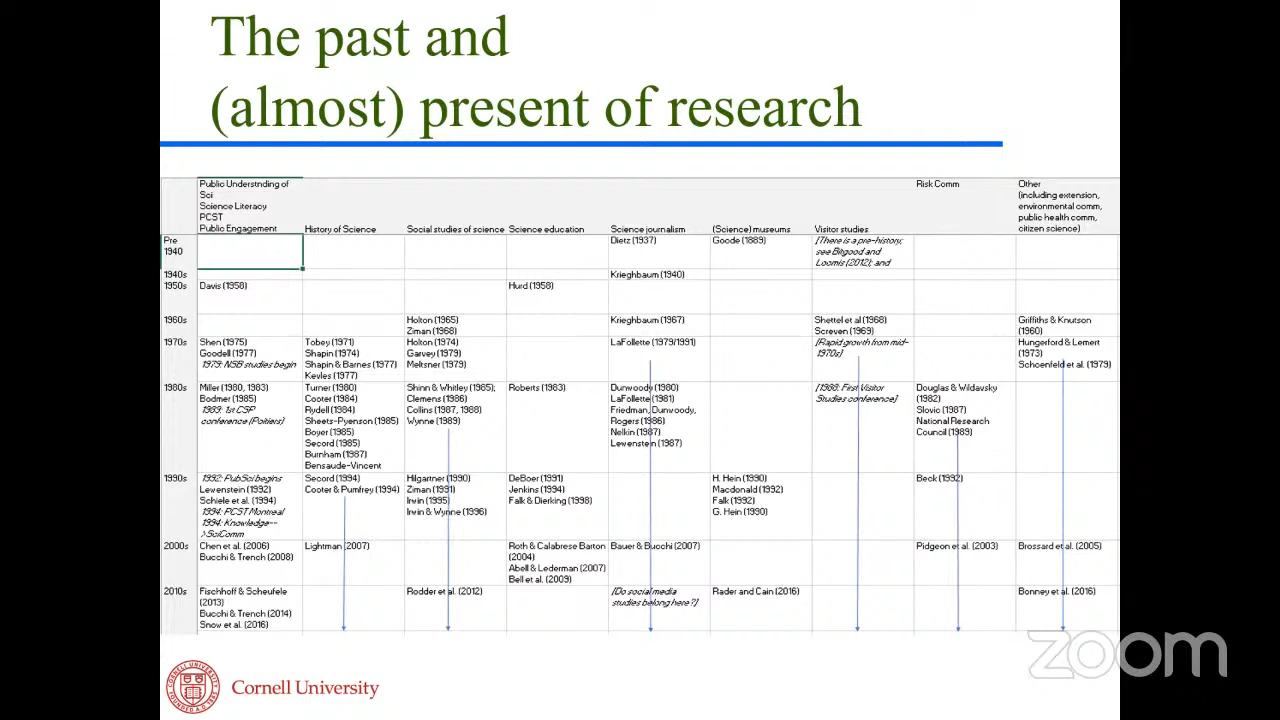 The past and
(almost) present of research
Public Understnding of
Sci
Science Literacy
PCST
Public Engagement
History of Science
Social studies of science
Science education
Science journalism
(Science) museums
Visitor studies
Risk Comm
Other
(including extension,
environmental comm,
public health comm,
citizen science)
Pre
1940
Dietz (1937)
Goode (1889)
[There is a pre-history;
see Bitgood and
Loomis (2012); and
1940s
Krieghbaum (1940)
1950s
Davis (1958)
Hurd (1958)
1960s
Holton (1965)
Ziman (1968)
Krieghbaum (1967)
Shettel et al (1968)
Screven (1969)
Griffiths & Knutson
(1960)
1970s
Shen (1975)
Goodell (1977)
1979: NSB studies begin
Tobey (1971)
Shapin (1974)
Shapin & Barnes (1977)
Kevles (1977)
Holton (1974)
Garvey (1979)
Meltsner (1979)
LaFollette (1979/1991)
[Rapid growth from mid-
1970s]
Hungerford & Lemert
(1973)
Schoenfeld et al. (1979)
1980s
Miller (1980, 1983)
Bodmer (1985)
1989: 1st CSP
conference (Poitiers)
Turner (1980)
Cooter (1984)
Rydell (1984)
Sheets-Pyenson (1985)
Boyer (1985)
Secord (1985)
Burnham (1987)
Bensaude-Vincent
Shinn & Whitley (1985);
Clemens (1986)
Collins (1987, 1988)
Wynne (1989)
Roberts (1983)
Dunwoody (1980)
LaFollette (1981)
Friedman, Dunwoody,
Rogers (1986)
Nelkin (1987)
Lewenstein (1987)
[1988: First Visitor
Studies conference]
Douglas & Wildavsky
(1982)
Slovic (1987)
National Research
Council (1989)
1990s
1992: PubSci begins
Lewenstein (1992)
Schiele et al. (1994)
1994: PCST Montreal
1994: Knowledge--
>SciComm
Secord (1994)
Cooter & Pumfrey (1994)
Hilgartner (1990)
Ziman (1991)
Irwin (1995)
Irwin & Wynne (1996)
DeBoer (1991)
Jenkins (1994)
Falk & Dierking (1998)
H. Hein (1990)
Macdonald (1992)
Falk (1992)
G. Hein (1990)
Beck (1992)
2000s
Chen et al. (2006)
Bucchi & Trench (2008)
Lightman (2007)
Roth & Calabrese Barton
(2004)
Abell & Lederman (2007)
Bell et al. (2009)
Bauer & Bucchi (2007)
Pidgeon et al. (2003)
Brossard et al. (2005)
2010s
Fischhoff & Scheufele
(2013)
Bucchi & Trench (2014)
Snow et al. (2016)
Rodder et al. (2012)
[Do social media
studies belong here?]
Rader and Cain (2016)
Bonney et al. (2016)
Cornell University
zoom